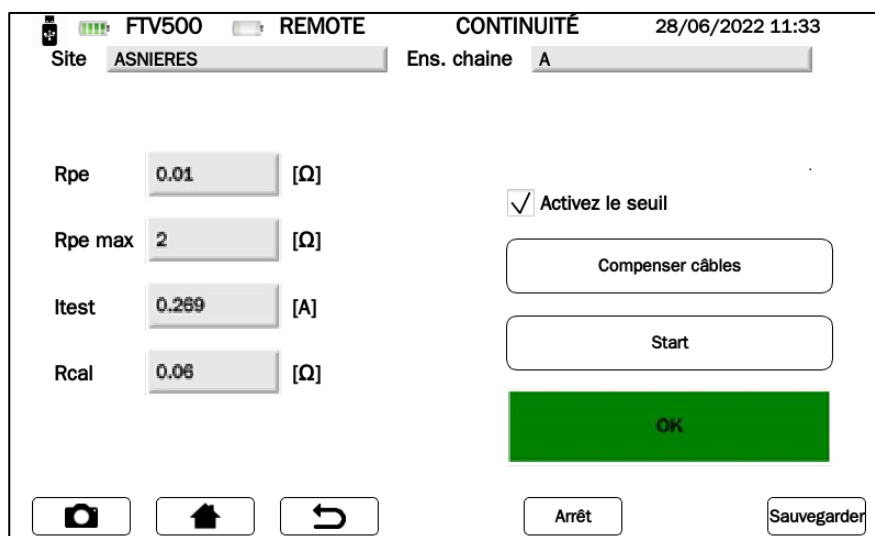 FTV500 REMOTE CONTINUITÉ 28/06/2022 11:33
Site ASNIERES Ens. chaine A
Rpe 0.01 [Ω]
Activez le seuil
Rpe max 2 [Ω]
Compenser câbles
Itest 0.269 [A]
Start
Rcal 0.06 [Ω]
OK
Arrêt Sauvegarder